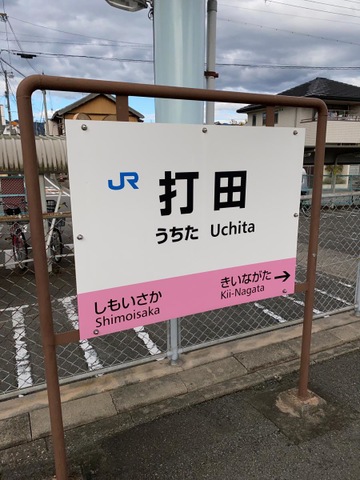 JR 打田
うちた Uchita
しもいさか
Shimoisaka
きいながた →
Kii-Nagata